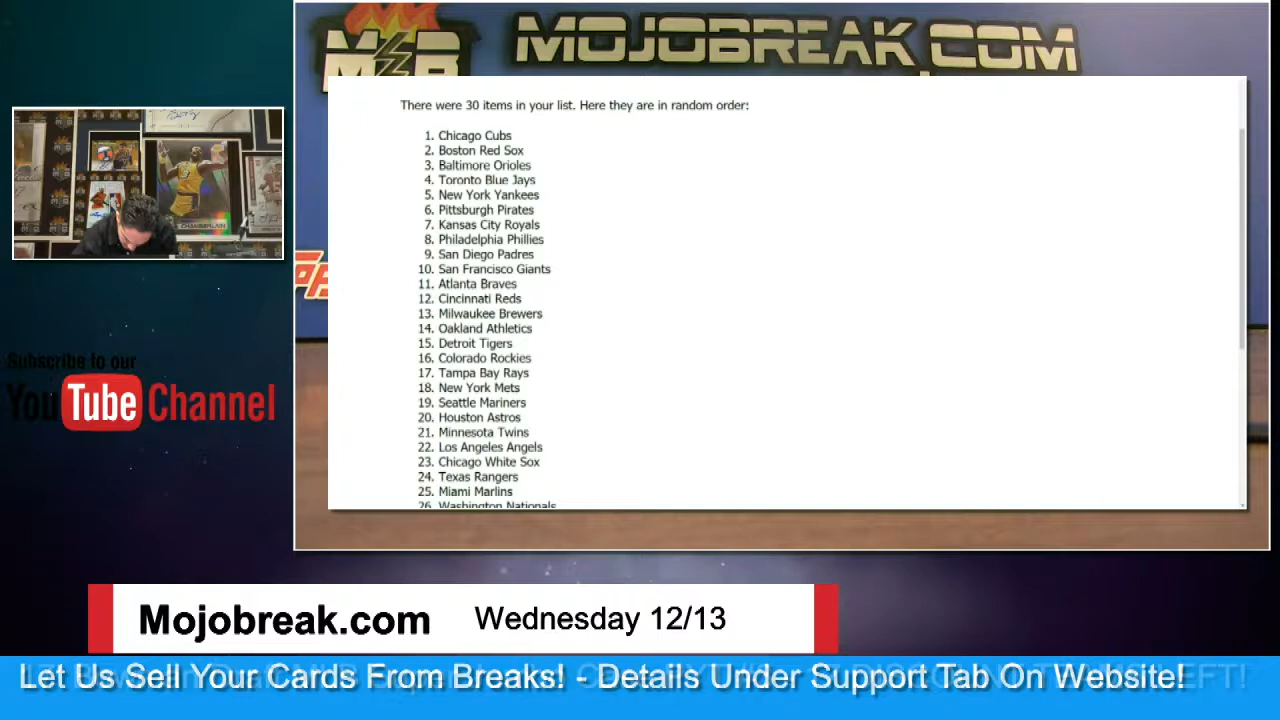 MOJOBREAK.COM
There were 30 items in your list. Here they are in random order:
1. Chicago Cubs
2. Boston Red Sox
3. Baltimore Orioles
4. Toronto Blue Jays
5. New York Yankees
6. Pittsburgh Pirates
7. Kansas City Royals
8. Philadelphia Phillies
9. San Diego Padres
10. San Francisco Giants
11. Atlanta Braves
12. Cincinnati Reds
13. Milwaukee Brewers
14. Oakland Athletics
15. Detroit Tigers
16. Colorado Rockies
17. Tampa Bay Rays
18. New York Mets
19. Seattle Mariners
20. Houston Astros
21. Minnesota Twins
22. Los Angeles Angels
23. Chicago White Sox
24. Texas Rangers
25. Miami Marlins
26. Washington Nationals
CHAMBERLAIN
Subscribe to our
YouTube Channel
Mojobreak.com Wednesday 12/13
Let Us Sell Your Cards From Breaks! - Details Under Support Tab On Website!